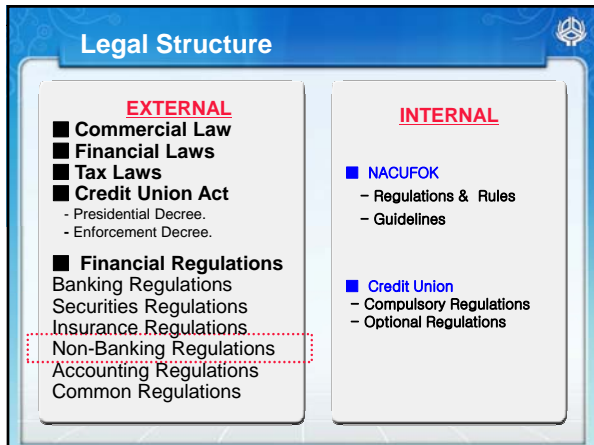 Legal Structure
EXTERNAL
■ Commercial Law
■ Financial Laws
■ Tax Laws
■ Credit Union Act
- Presidential Decree.
- Enforcement Decree.
■ Financial Regulations
Banking Regulations
Securities Regulations
Insurance Regulations
Non-Banking Regulations
Accounting Regulations
Common Regulations
INTERNAL
■ NACUFOK
- Regulations & Rules
- Guidelines
■ Credit Union
- Compulsory Regulations
- Optional Regulations